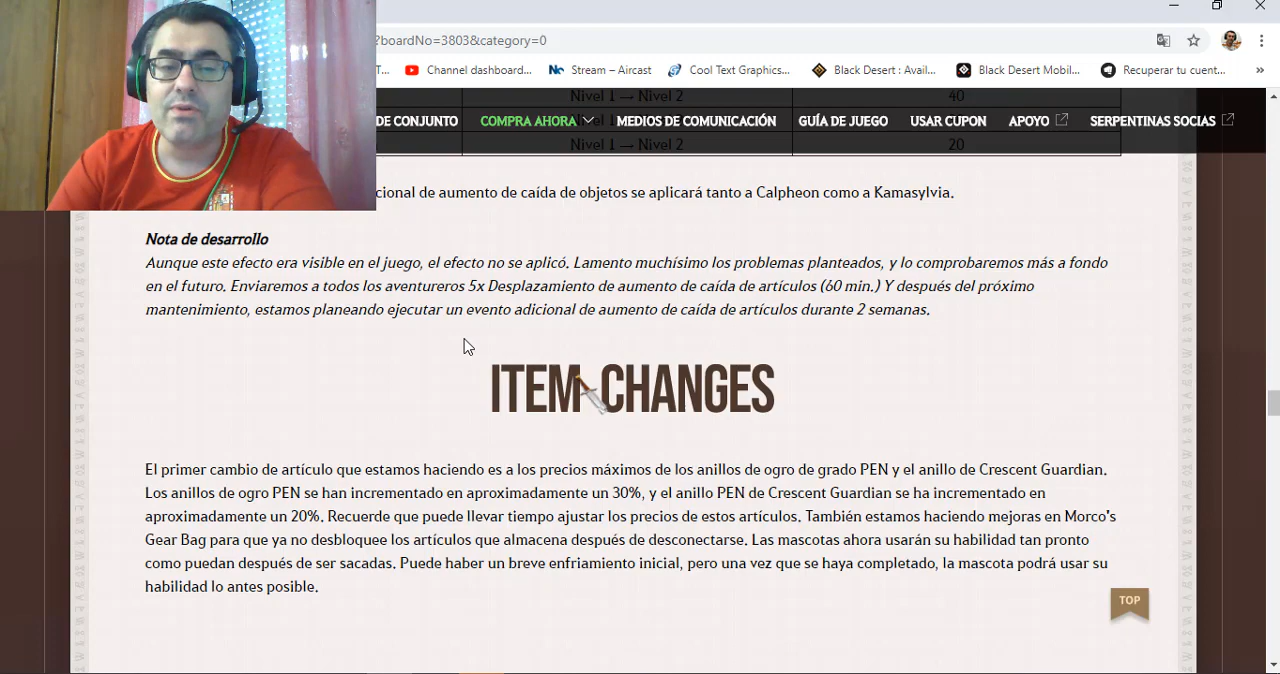 ?boardNo=3803&category=0
T... Channel dashboard... Stream – Aircast Cool Text Graphics... Black Desert : Avail... Black Desert Mobil... Recuperar tu cuent... »
Nivel 1 → Nivel 2 40
DE CONJUNTO COMPRA AHORA MEDIOS DE COMUNICACIÓN GUÍA DE JUEGO USAR CUPON APOYO SERPENTINAS SOCIAS
Nivel 1 → Nivel 2 20
cional de aumento de caída de objetos se aplicará tanto a Calpheon como a Kamasylvia.
Nota de desarrollo
Aunque este efecto era visible en el juego, el efecto no se aplicó. Lamento muchísimo los problemas planteados, y lo comprobaremos más a fondo
en el futuro. Enviaremos a todos los aventureros 5x Desplazamiento de aumento de caída de artículos (60 min.) Y después del próximo
mantenimiento, estamos planeando ejecutar un evento adicional de aumento de caída de artículos durante 2 semanas.
ITEM CHANGES
El primer cambio de artículo que estamos haciendo es a los precios máximos de los anillos de ogro de grado PEN y el anillo de Crescent Guardian.
Los anillos de ogro PEN se han incrementado en aproximadamente un 30%, y el anillo PEN de Crescent Guardian se ha incrementado en
aproximadamente un 20%. Recuerde que puede llevar tiempo ajustar los precios de estos artículos. También estamos haciendo mejoras en Morco's
Gear Bag para que ya no desbloquee los artículos que almacena después de desconectarse. Las mascotas ahora usarán su habilidad tan pronto
como puedan después de ser sacadas. Puede haber un breve enfriamiento inicial, pero una vez que se haya completado, la mascota podrá usar su
habilidad lo antes posible.
TOP